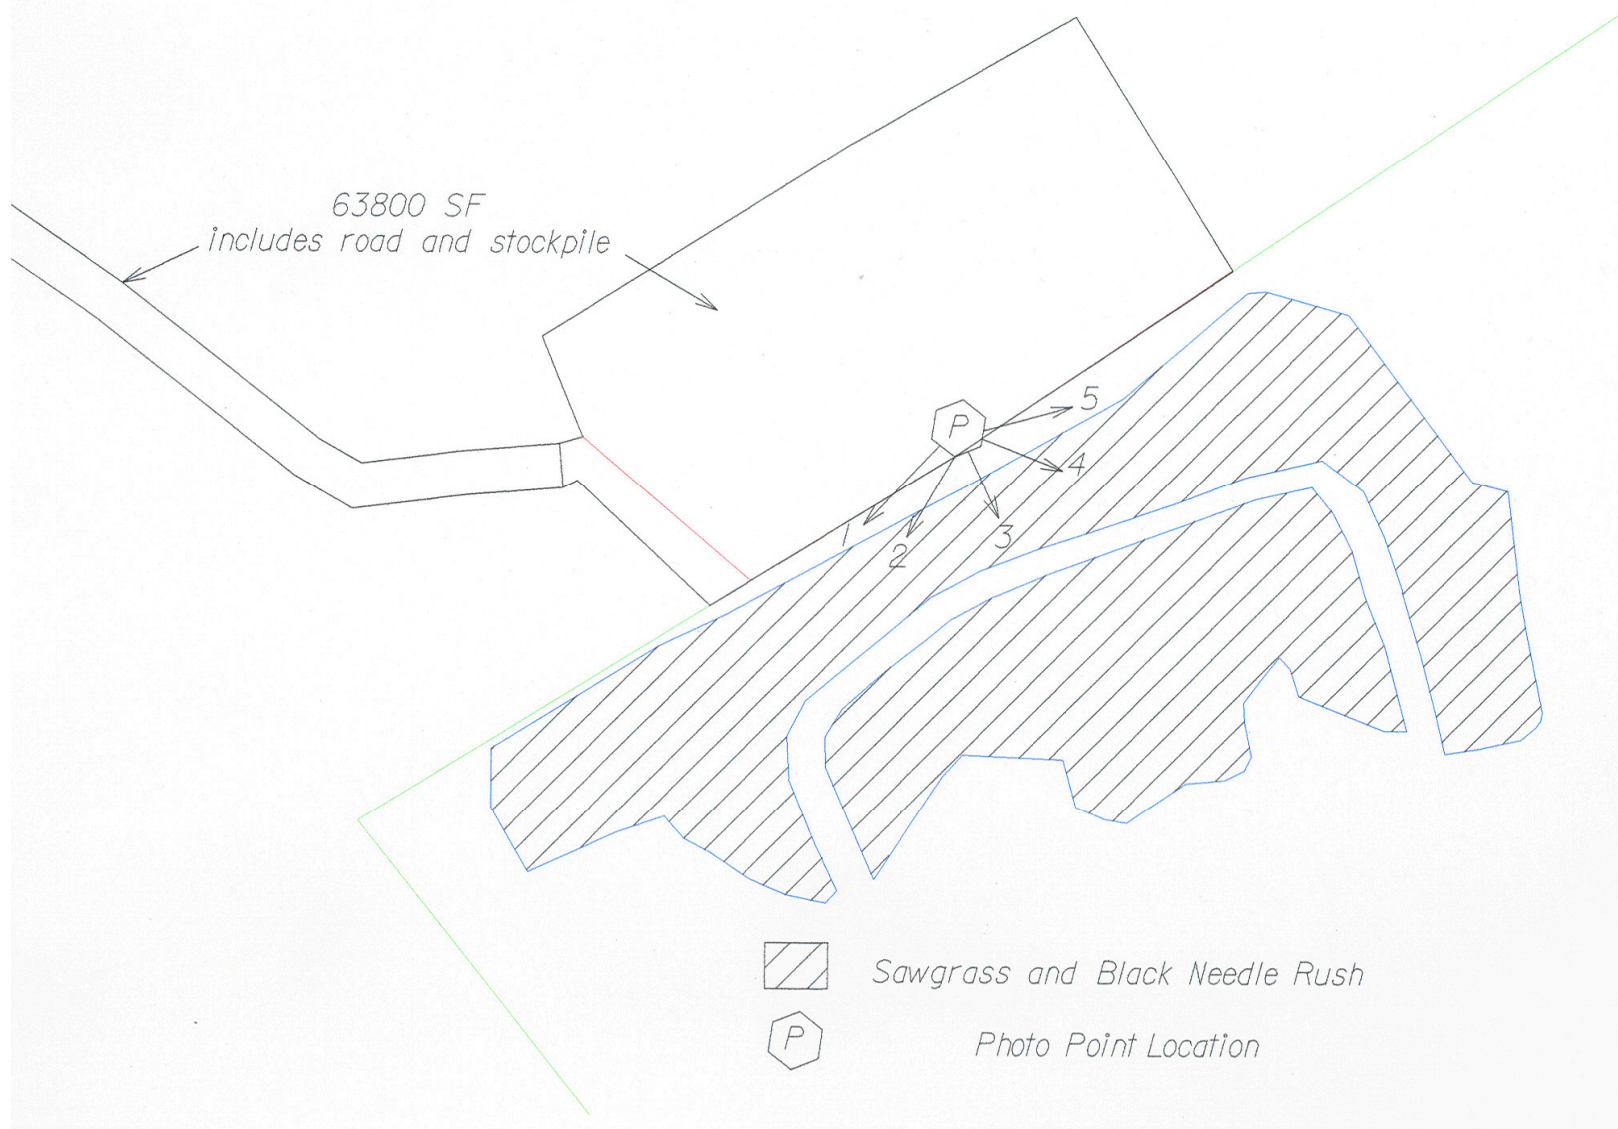 63800 SF
includes road and stockpile
P
5
4
1
2
3
Sawgrass and Black Needle Rush
P
Photo Point Location